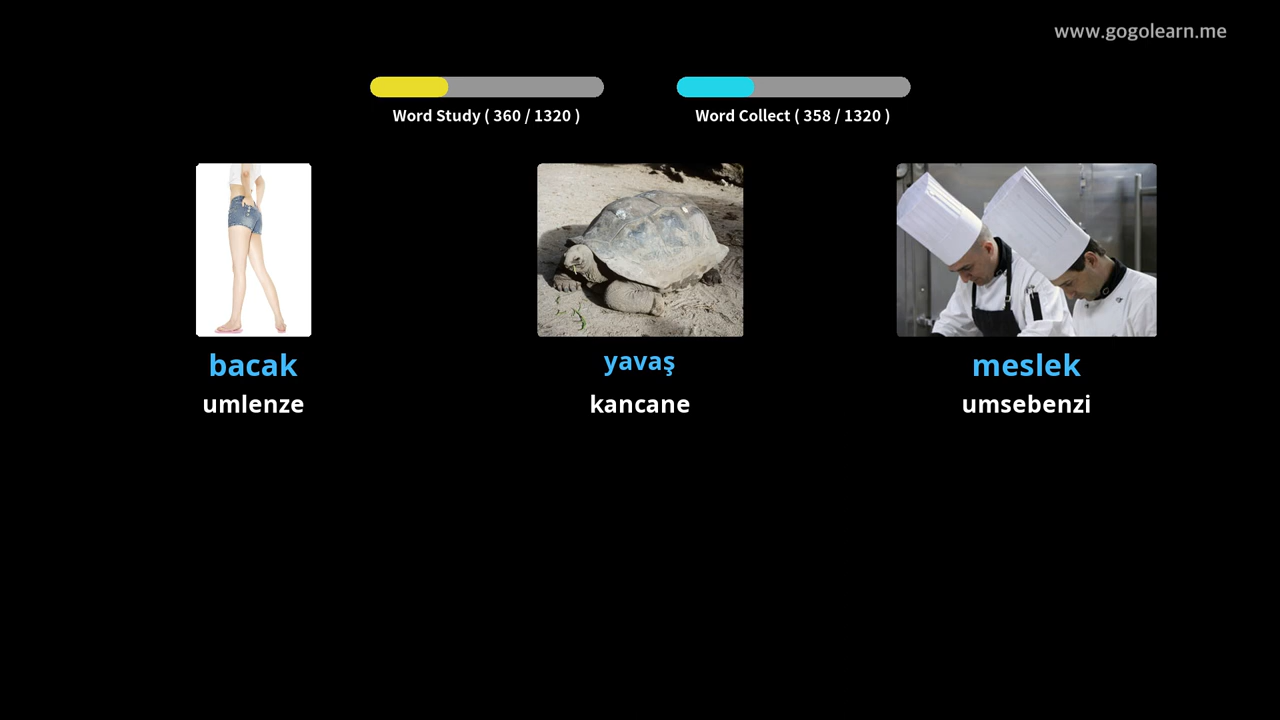 www.gogolearn.me
Word Study ( 360 / 1320 )
Word Collect ( 358 / 1320 )
bacak
umlenze
yavaş
kancane
meslek
umsebenzi